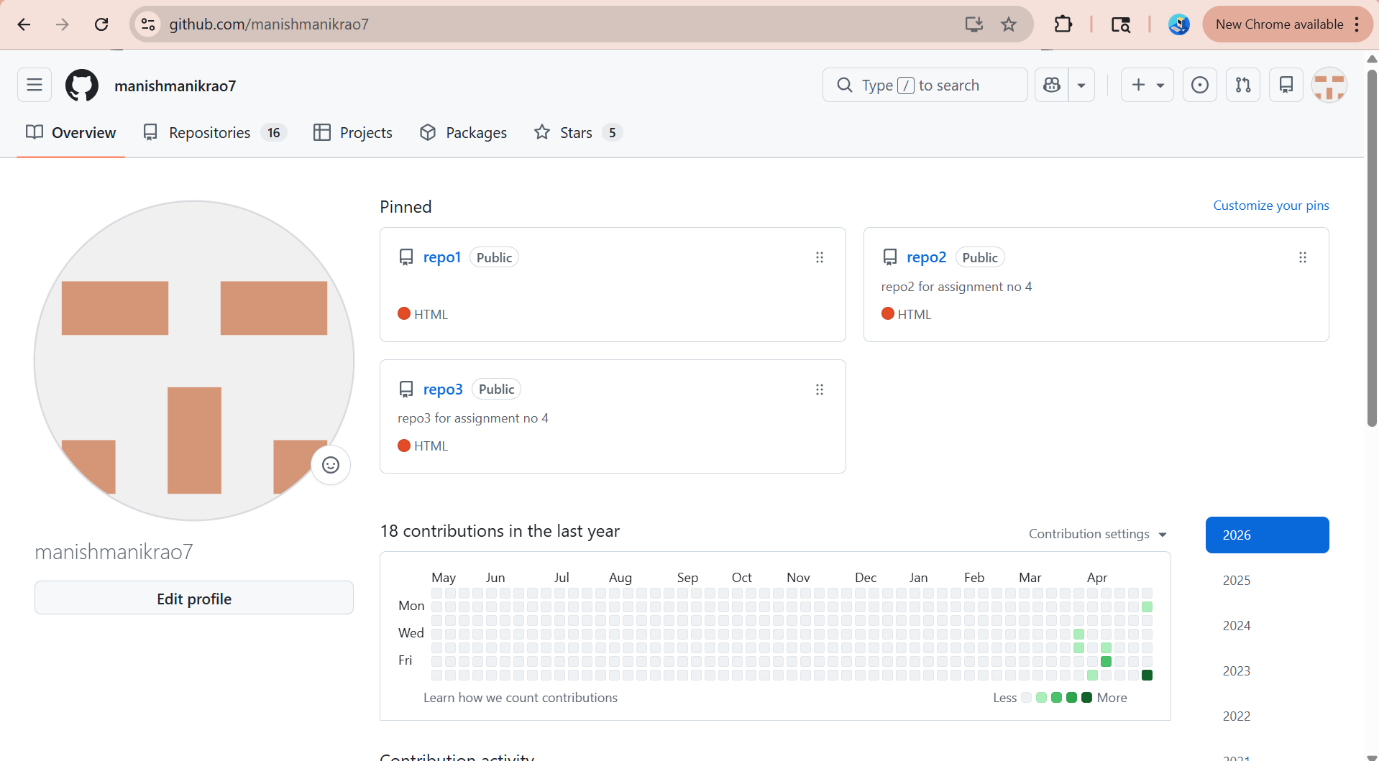 github.com/manishmanikrao7
New Chrome available
manishmanikrao7
Type / to search
Overview
Repositories 16
Projects
Packages
Stars 5
Pinned
Customize your pins
repo1 Public
HTML
repo2 Public
repo2 for assignment no 4
HTML
repo3 Public
repo3 for assignment no 4
HTML
manishmanikrao7
Edit profile
18 contributions in the last year
Contribution settings
2026
2025
2024
2023
2022
2021
May Jun Jul Aug Sep Oct Nov Dec Jan Feb Mar Apr
Mon
Wed
Fri
Learn how we count contributions
Less More
Contribution activity